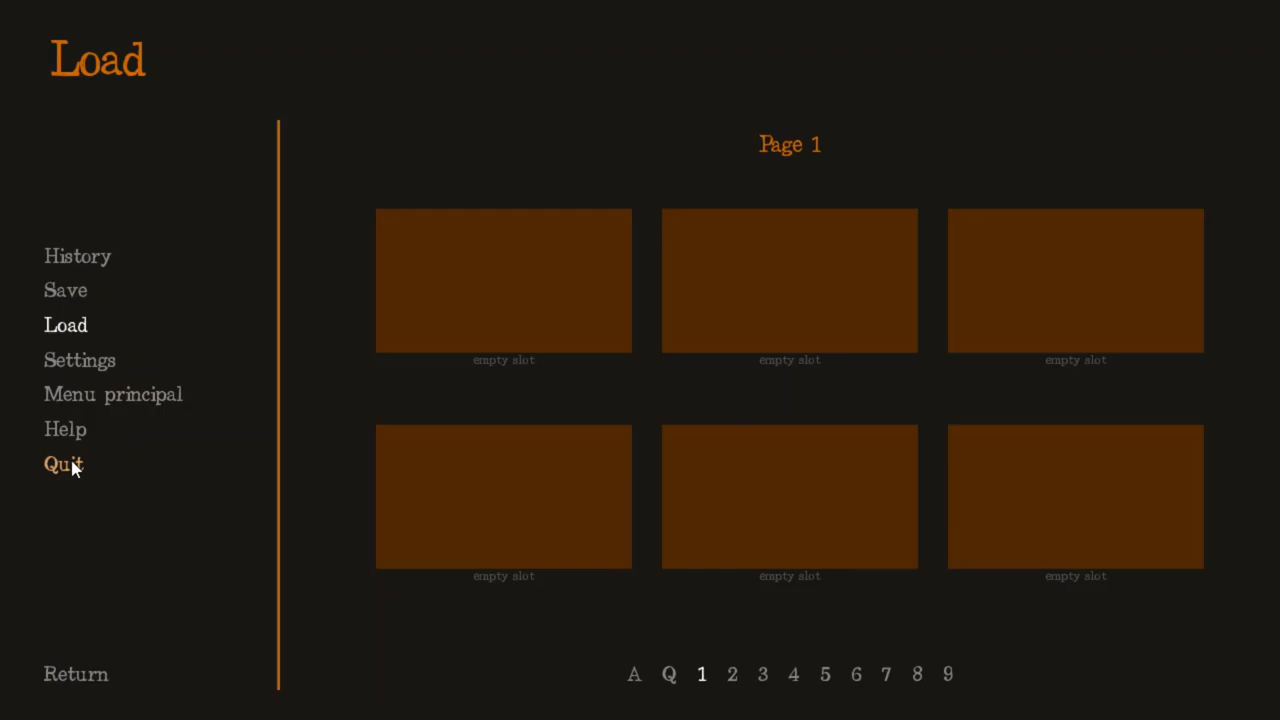 Load
Page 1
History
Save
Load
Settings
Menu principal
Help
Quit
Return
empty slot empty slot empty slot
empty slot empty slot empty slot
A Q 1 2 3 4 5 6 7 8 9